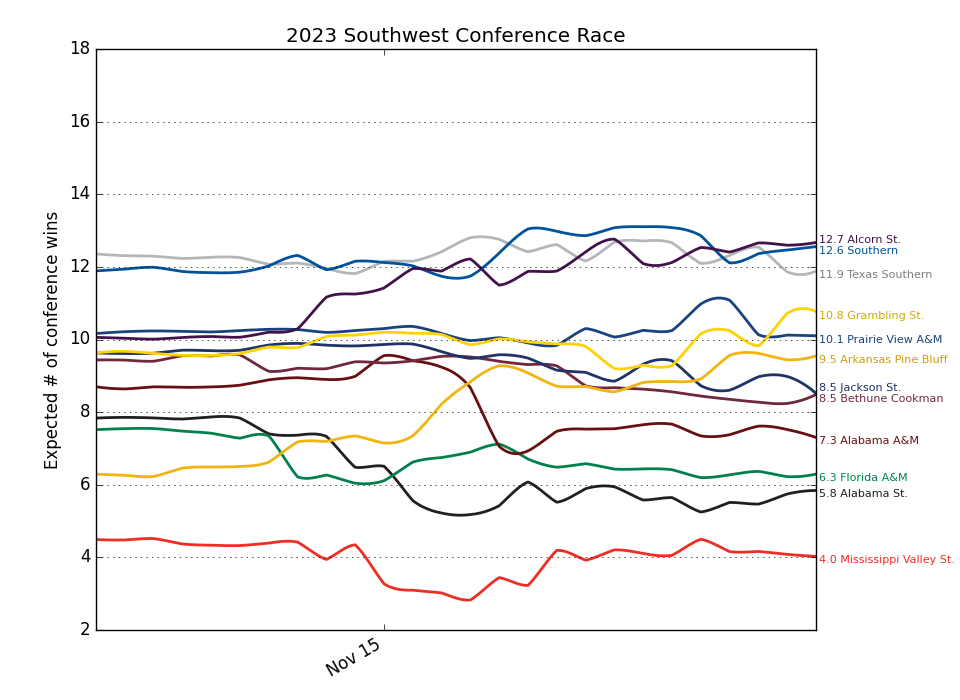 2023 Southwest Conference Race
Expected # of conference wins
18
16
14
12
10
8
6
4
2
Nov 15
12.7 Alcorn St.
12.6 Southern
11.9 Texas Southern
10.8 Grambling St.
10.1 Prairie View A&M
9.5 Arkansas Pine Bluff
8.5 Jackson St.
8.5 Bethune Cookman
7.3 Alabama A&M
6.3 Florida A&M
5.8 Alabama St.
4.0 Mississippi Valley St.